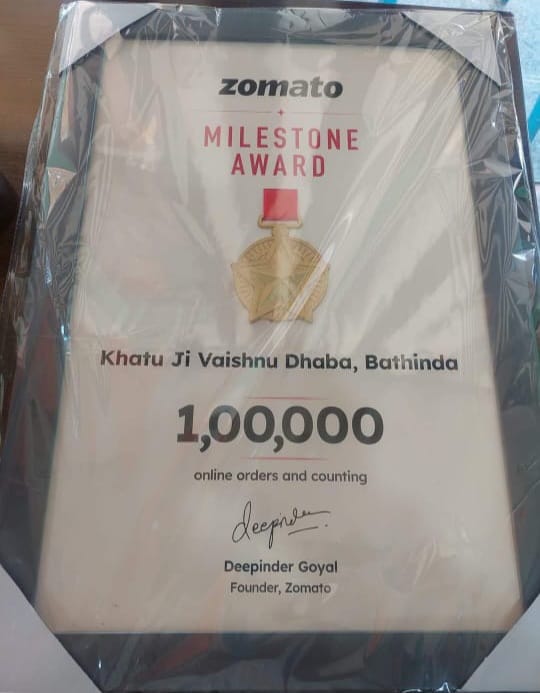 zomato
MILESTONE
AWARD
Khatu Ji Vaishnu Dhaba, Bathinda
1,00,000
online orders and counting
deepinder
Deepinder Goyal
Founder, Zomato